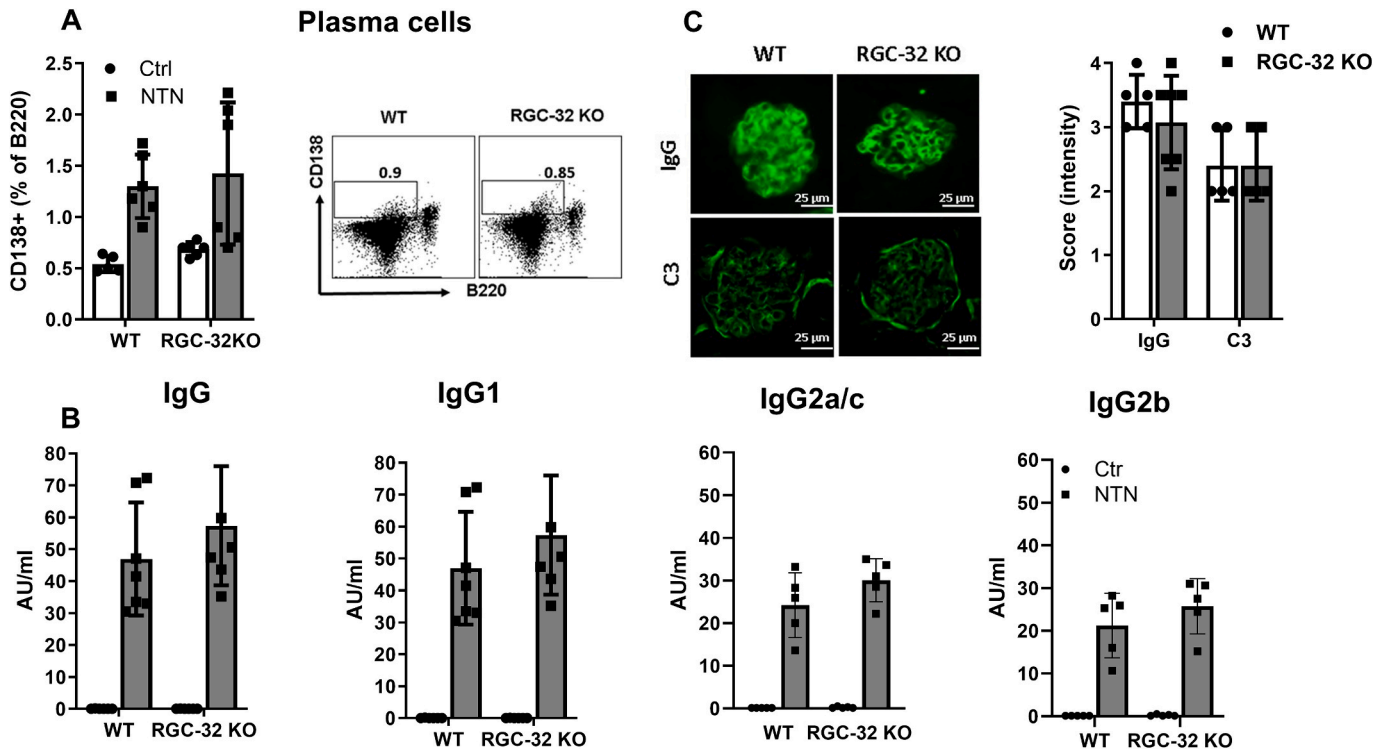 A
Plasma cells
CD138+ (% of B220)
2.5
2.0
1.5
1.0
0.5
0.0
Ctrl
NTN
WT
RGC-32KO
WT
RGC-32 KO
CD138
0.9
0.85
B220
C
WT
RGC-32 KO
IgG
25 µm
25 µm
C3
25 µm
25 µm
WT
RGC-32 KO
Score (intensity)
4
3
2
1
0
IgG
C3
B
IgG
AU/ml
80
70
60
50
40
30
20
10
0
WT
RGC-32 KO
IgG1
AU/ml
80
70
60
50
40
30
20
10
0
WT
RGC-32 KO
IgG2a/c
AU/ml
60
50
40
30
20
10
0
WT
RGC-32 KO
IgG2b
AU/ml
60
50
40
30
20
10
0
Ctr
NTN
WT
RGC-32 KO